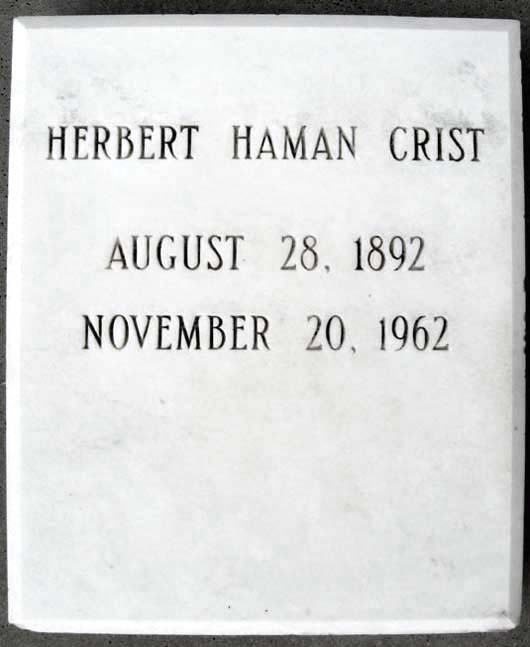 HERBERT HAMAN CRIST
AUGUST 28, 1892
NOVEMBER 20, 1962